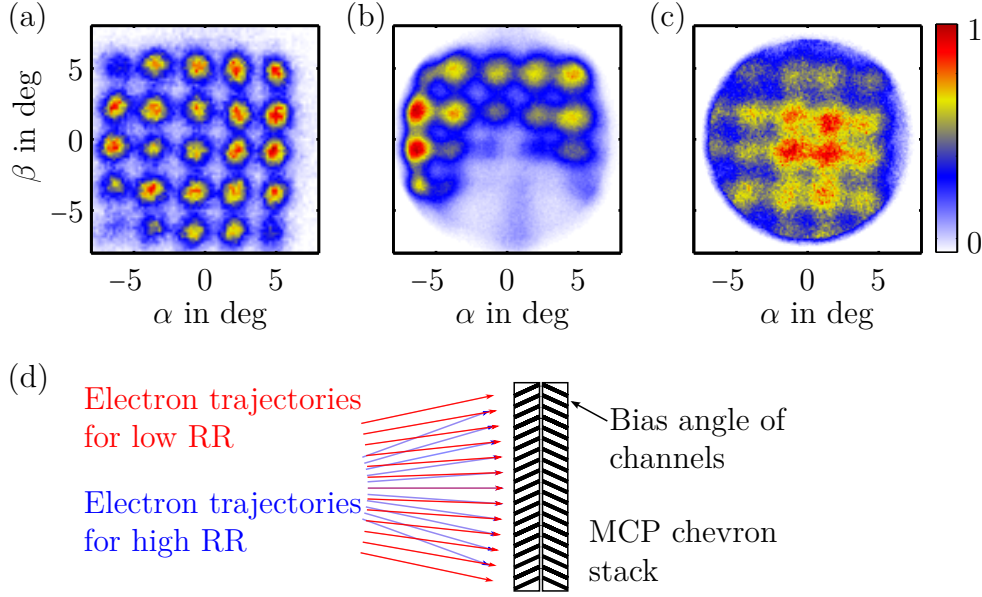 (a)
(b)
(c)
1
0
5
0
−5
β in deg
−5 0 5
−5 0 5
−5 0 5
α in deg
α in deg
α in deg
(d)
Electron trajectories
for low RR
Electron trajectories
for high RR
Bias angle of
channels
MCP chevron
stack